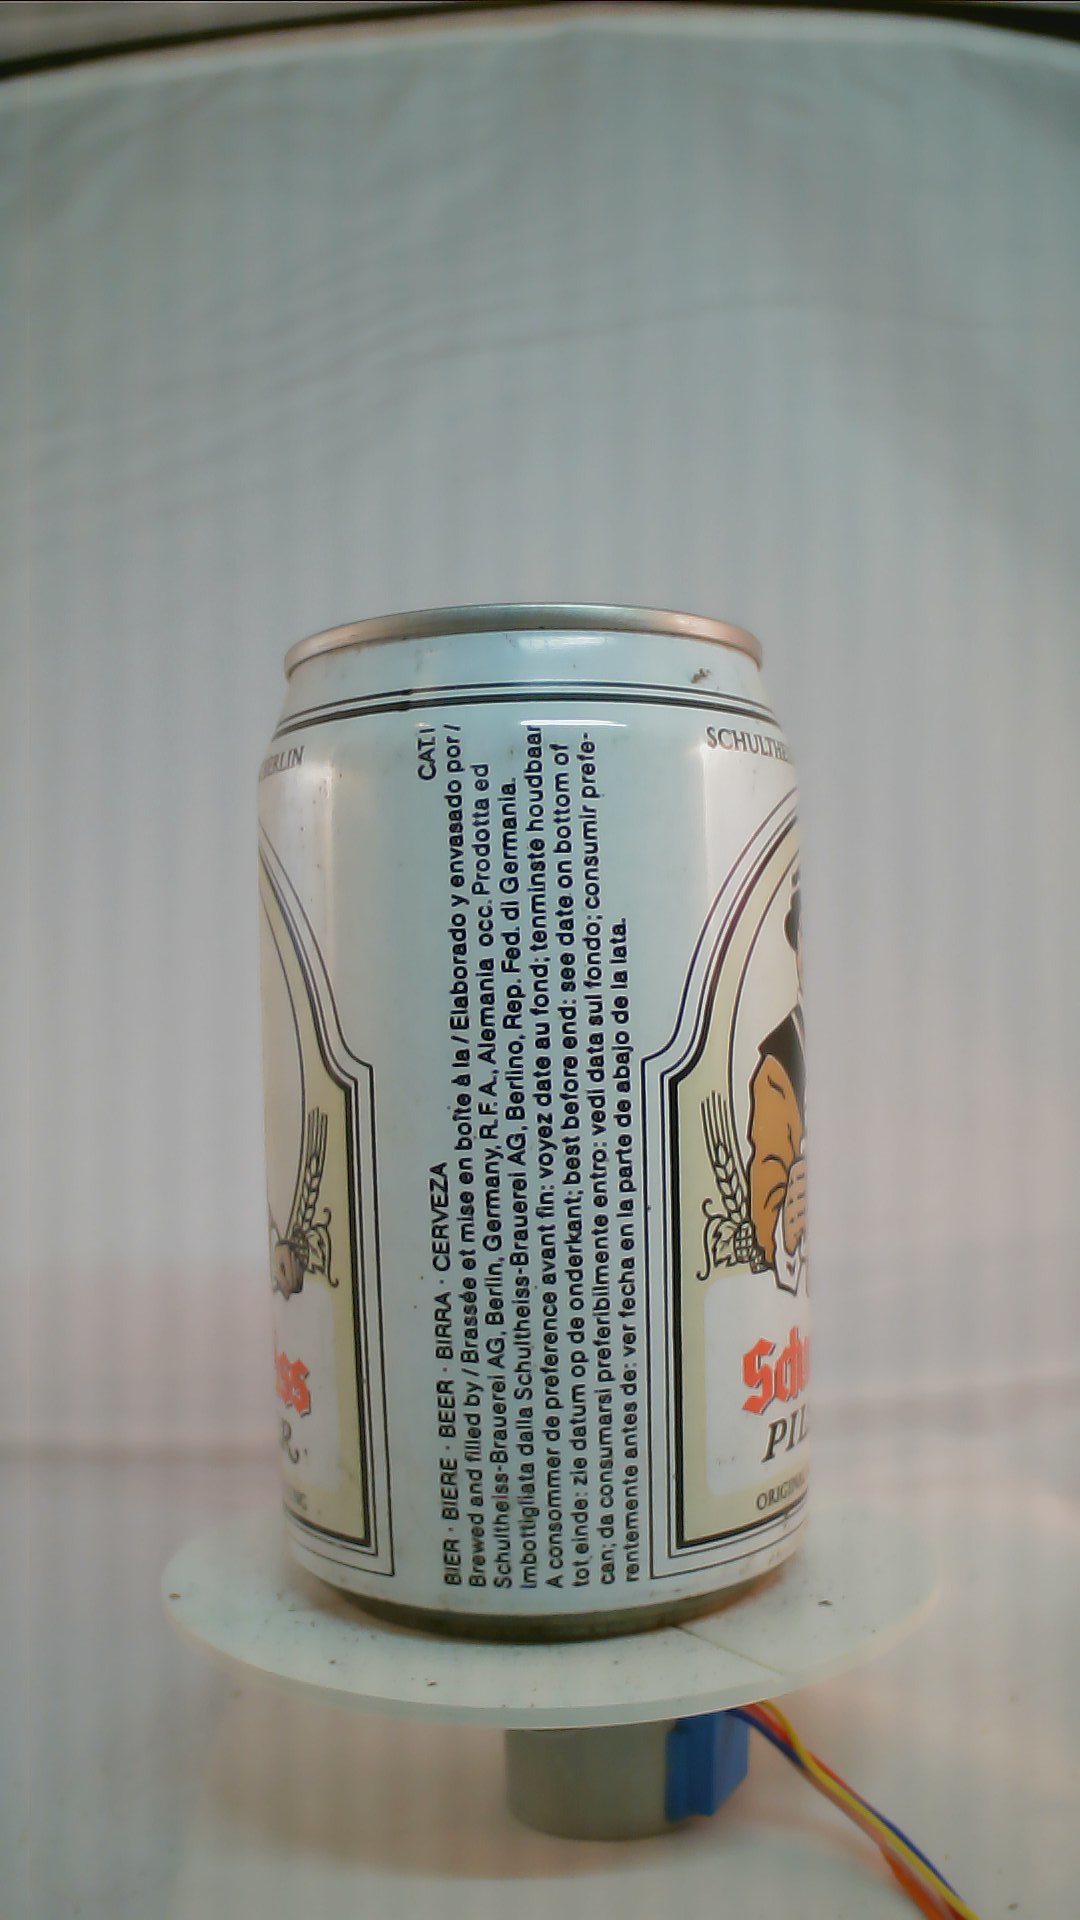 BIER · BIERE · BEER · BIRRA · CERVEZA CAT.I
Brewed and filled by / Brassée et mise en boîte à la / Elaborado y envasado por /
Schultheiss-Brauerei AG, Berlin, Germany, R.F.A., Alemania occ. Prodotta ed
imbottigliata dalla Schultheiss-Brauerei AG, Berlino, Rep. Fed. di Germania.
A consommer de preference avant fin: voyez date au fond; tenminste houdbaar
tot einde: zie datum op de onderkant; best before end: see date on bottom of
can; da consumarsi preferibilmente entro: vedi data sul fondo; consumir prefe-
rentemente antes de: ver fecha en la parte de abajo de la lata.
BERLIN
SCHULTHE
Schu
PIL